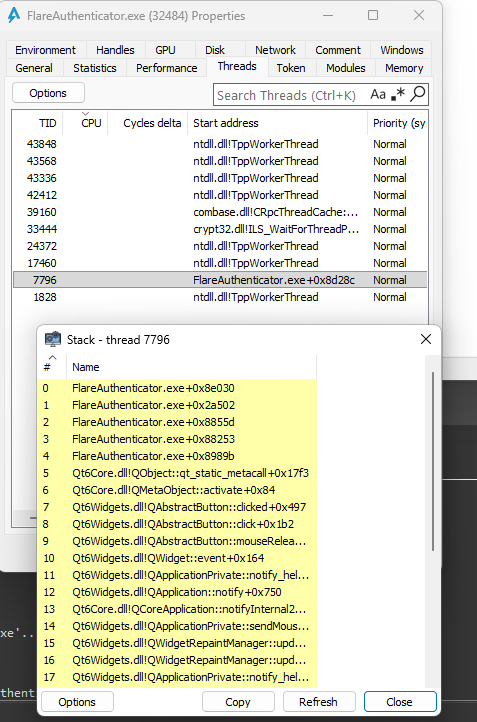 FlareAuthenticator.exe (32484) Properties
Environment Handles GPU Disk Network Comment Windows
General Statistics Performance Threads Token Modules Memory
Options Search Threads (Ctrl+K) Aa .*
TID CPU Cycles delta Start address Priority (sy...
43848 ntdll.dll!TppWorkerThread Normal
43568 ntdll.dll!TppWorkerThread Normal
43336 ntdll.dll!TppWorkerThread Normal
42412 ntdll.dll!TppWorkerThread Normal
39160 combase.dll!CRpcThreadCache:... Normal
33444 crypt32.dll!ILS_WaitForThreadP... Normal
24372 ntdll.dll!TppWorkerThread Normal
17460 ntdll.dll!TppWorkerThread Normal
7796 FlareAuthenticator.exe+0x8d28c Normal
1828 ntdll.dll!TppWorkerThread Normal
Stack - thread 7796
# Name
0 FlareAuthenticator.exe+0x8e030
1 FlareAuthenticator.exe+0x2a502
2 FlareAuthenticator.exe+0x8855d
3 FlareAuthenticator.exe+0x88253
4 FlareAuthenticator.exe+0x8989b
5 Qt6Core.dll!QObject::qt_static_metacall+0x17f3
6 Qt6Core.dll!QMetaObject::activate+0x84
7 Qt6Widgets.dll!QAbstractButton::clicked+0x497
8 Qt6Widgets.dll!QAbstractButton::click+0x1b2
9 Qt6Widgets.dll!QAbstractButton::mouseRelea...
10 Qt6Widgets.dll!QWidget::event+0x164
11 Qt6Widgets.dll!QApplicationPrivate::notify_hel...
12 Qt6Widgets.dll!QApplication::notify+0x750
13 Qt6Core.dll!QCoreApplication::notifyInternal2...
14 Qt6Widgets.dll!QApplicationPrivate::sendMous...
15 Qt6Widgets.dll!QWidgetRepaintManager::upd...
16 Qt6Widgets.dll!QWidgetRepaintManager::upd...
17 Qt6Widgets.dll!QApplicationPrivate::notify_hel...
xe'..
thent
Options Copy Refresh Close